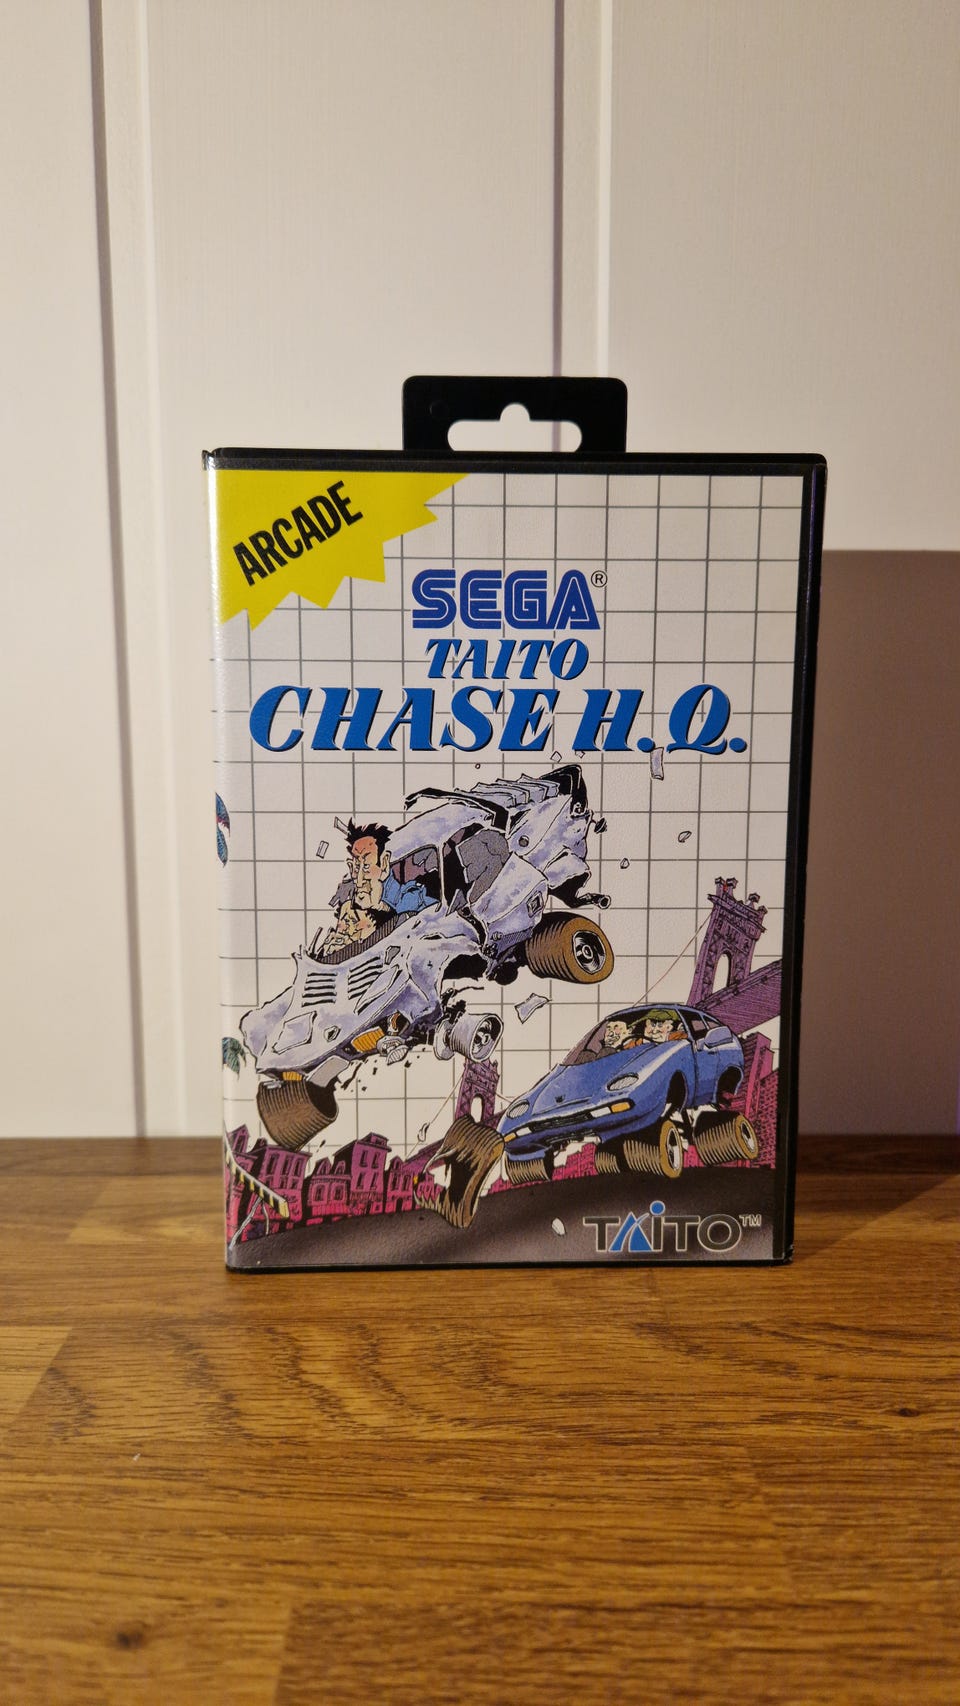 ARCADE
SEGA®
TAITO
CHASE H.Q.
TAITO™